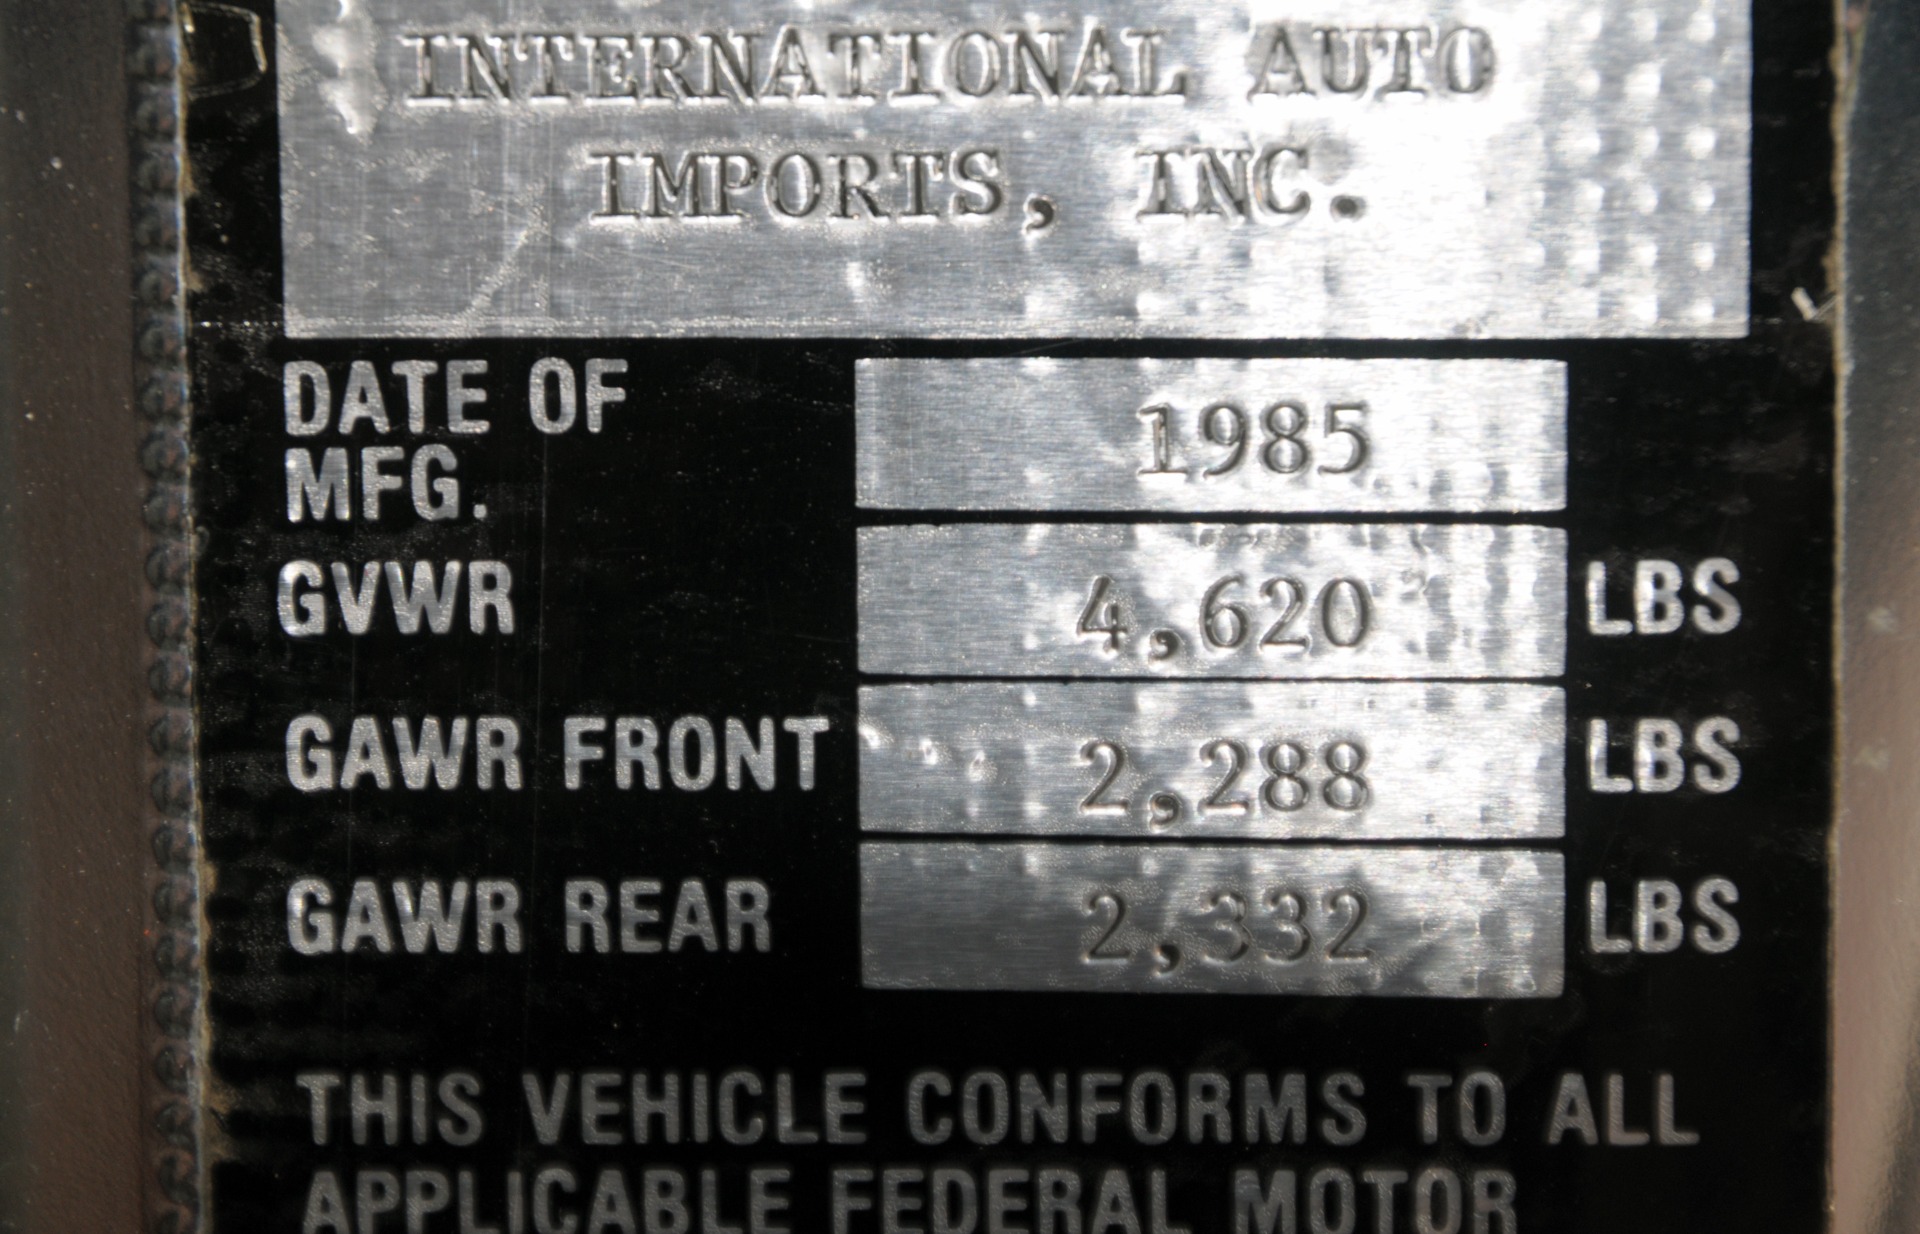 INTERNATIONAL AUTO
IMPORTS, INC.
DATE OF
MFG.
1985
GVWR 4,620 LBS
GAWR FRONT 2,288 LBS
GAWR REAR 2,332 LBS
THIS VEHICLE CONFORMS TO ALL
APPLICABLE FEDERAL MOTOR